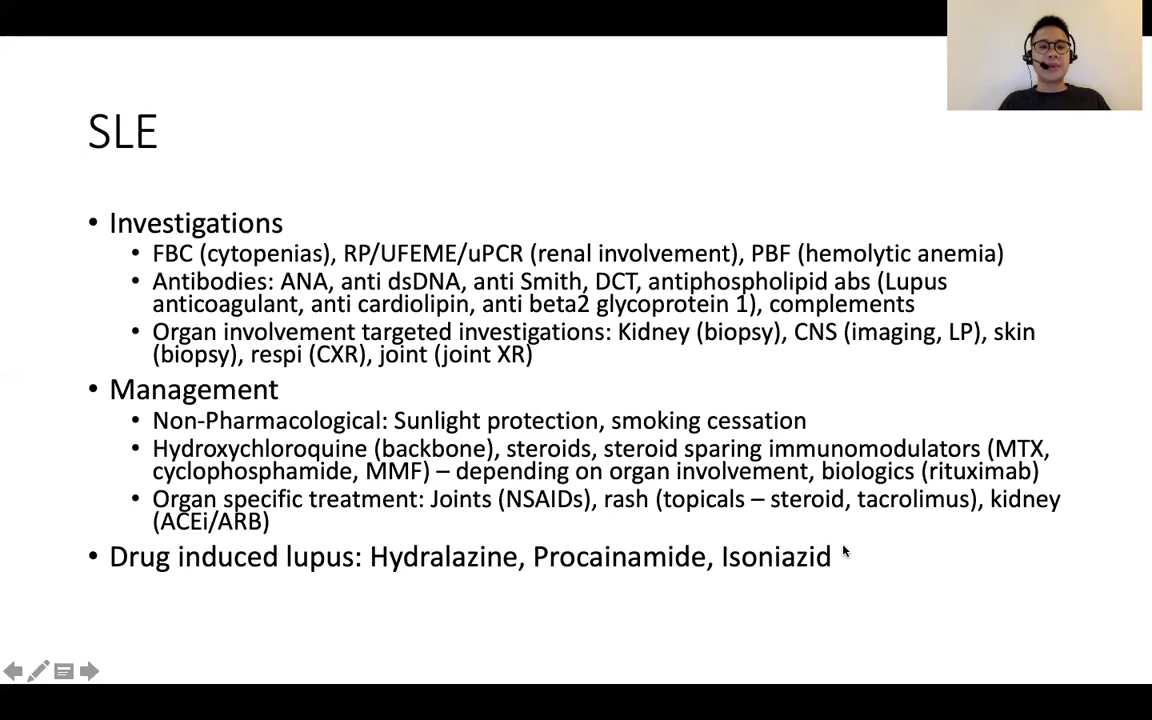 SLE
• Investigations
• FBC (cytopenias), RP/UFEME/uPCR (renal involvement), PBF (hemolytic anemia)
• Antibodies: ANA, anti dsDNA, anti Smith, DCT, antiphospholipid abs (Lupus
anticoagulant, anti cardiolipin, anti beta2 glycoprotein 1), complements
• Organ involvement targeted investigations: Kidney (biopsy), CNS (imaging, LP), skin
(biopsy), respi (CXR), joint (joint XR)
• Management
• Non-Pharmacological: Sunlight protection, smoking cessation
• Hydroxychloroquine (backbone), steroids, steroid sparing immunomodulators (MTX,
cyclophosphamide, MMF) – depending on organ involvement, biologics (rituximab)
• Organ specific treatment: Joints (NSAIDs), rash (topicals – steroid, tacrolimus), kidney
(ACEi/ARB)
• Drug induced lupus: Hydralazine, Procainamide, Isoniazid